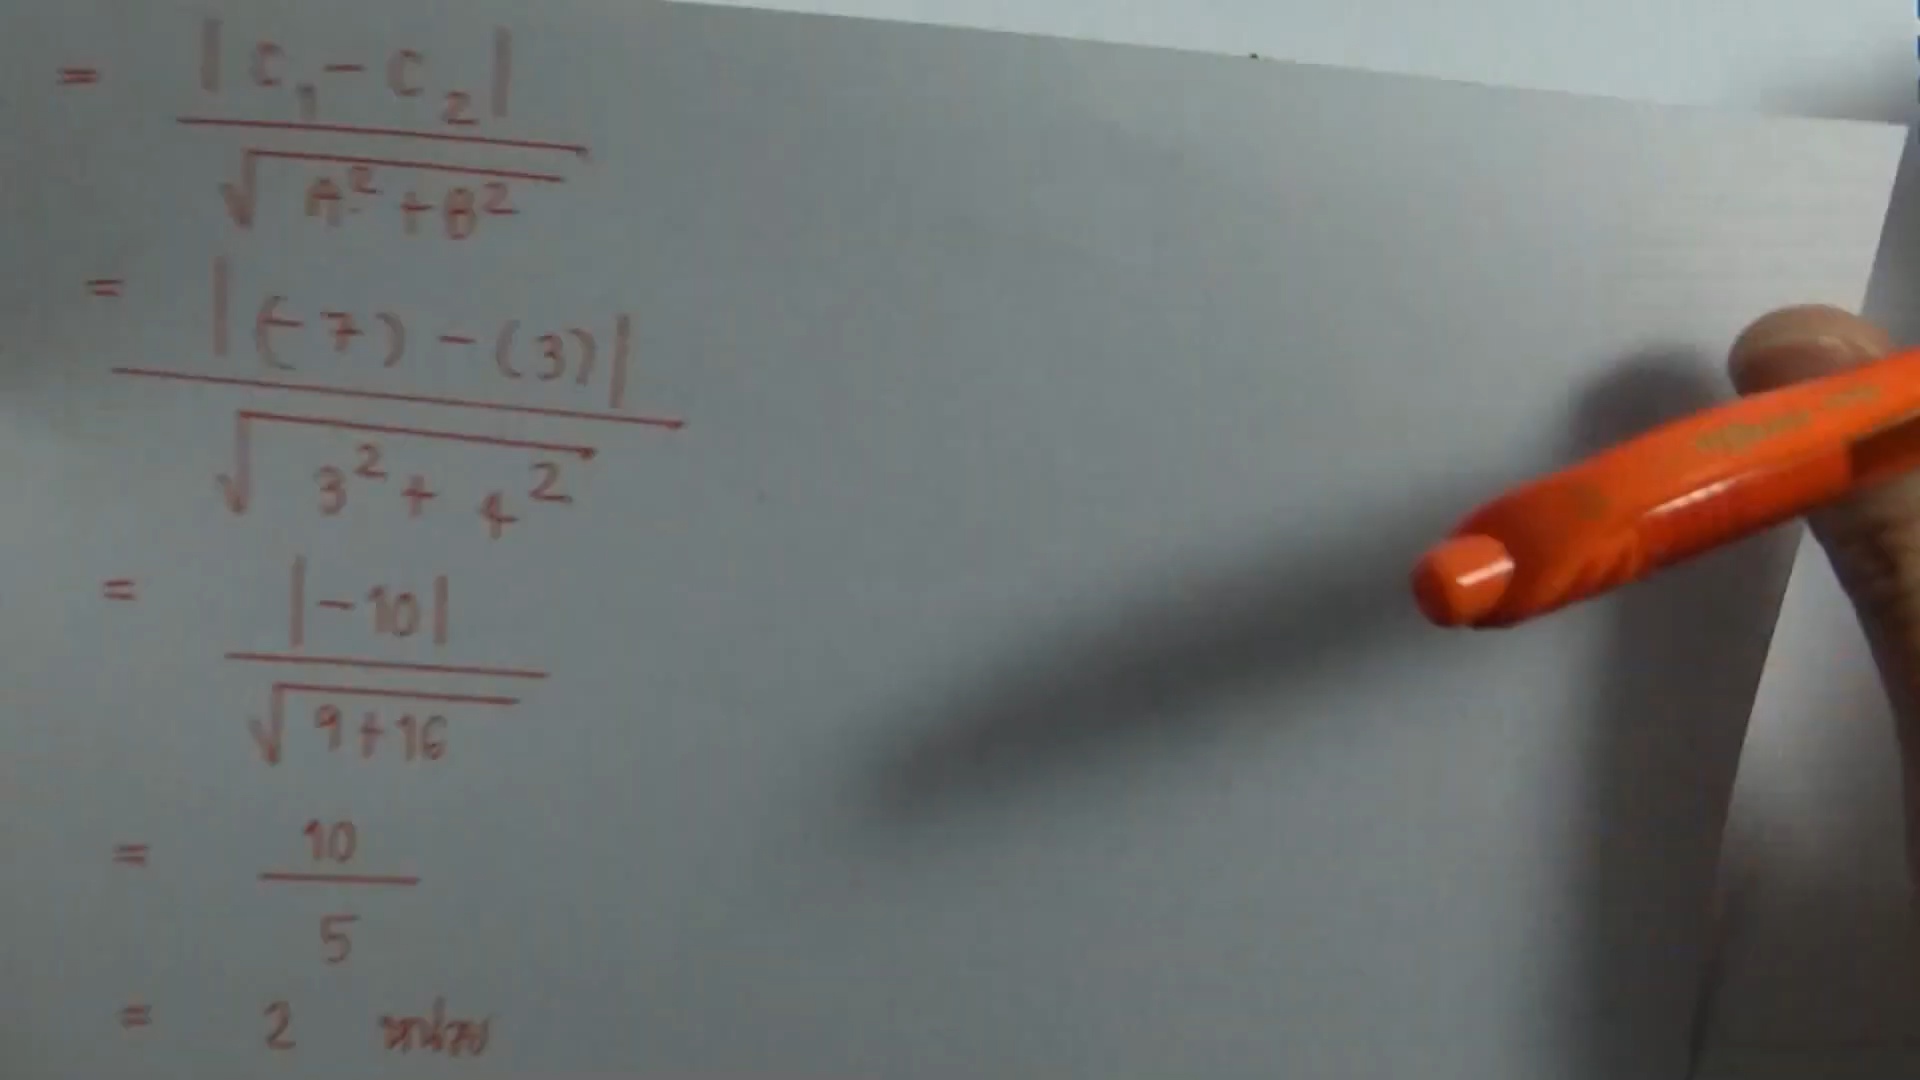 = |C₁ - C₂|
√A² + B²
= |(-7) - (3)|
√3² + 4²
= |-10|
√9+16
= 10
5
= 2 หน่วย